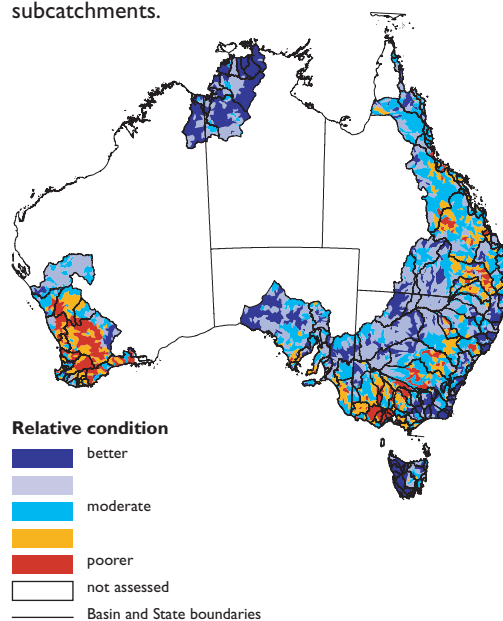 subcatchments.
Relative condition
better
moderate
poorer
not assessed
Basin and State boundaries